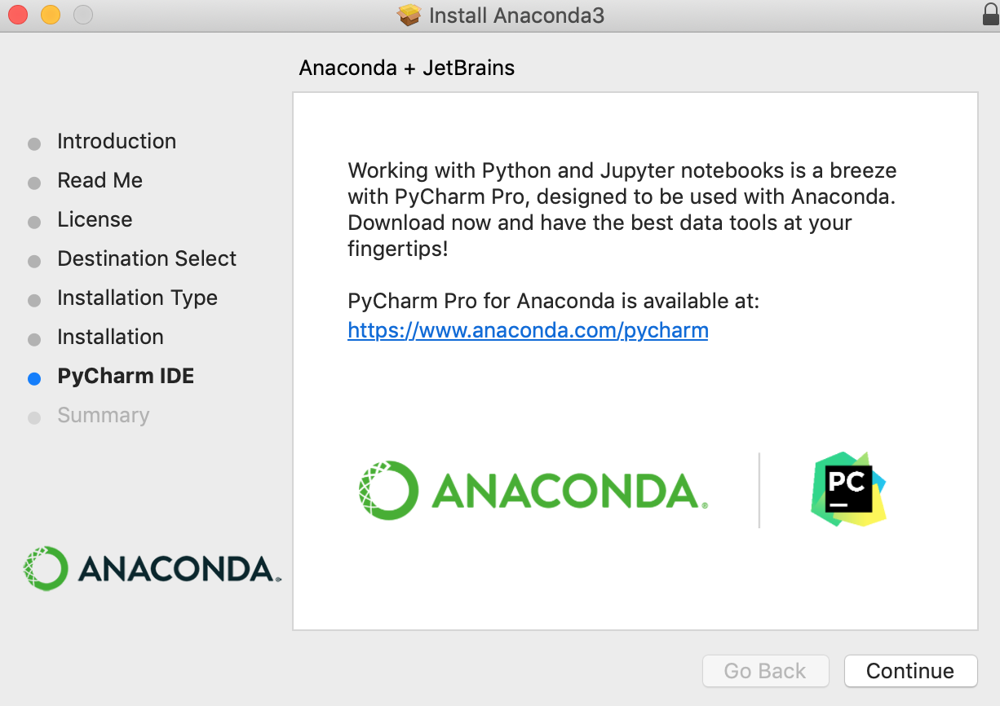 Install Anaconda3
Anaconda + JetBrains
Introduction
Read Me
License
Destination Select
Installation Type
Installation
PyCharm IDE
Summary
ANACONDA.
Working with Python and Jupyter notebooks is a breeze
with PyCharm Pro, designed to be used with Anaconda.
Download now and have the best data tools at your
fingertips!
PyCharm Pro for Anaconda is available at:
https://www.anaconda.com/pycharm
ANACONDA.®
PC
Go Back
Continue